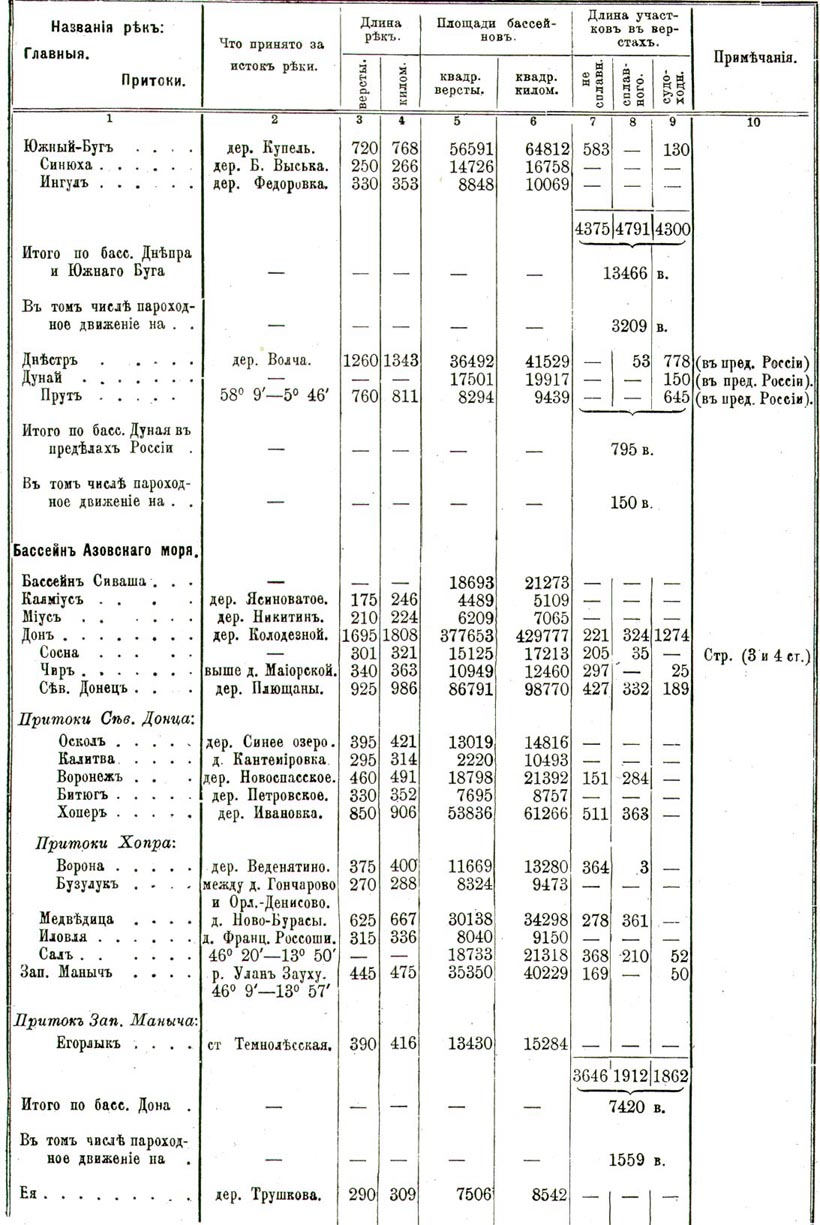 Названія рѣкъ: Главныя. Притоки. | Что принято за истокъ рѣки. | Длина рѣкъ. | Площади бассейновъ. | Длина участковъ въ верстахъ. | Примѣчанія.
версты. | килом. | квадр. версты. | квадр. килом. | не сплавн. | сплавного. | судоходн.
1 2 3 4 5 6 7 8 9 10
Южный-Бугъ . . . . дер. Купель. 720 768 56591 64812 583 — 130
Синюха . . . . . . дер. Б. Выська. 250 266 14726 16758 — — —
Ингулъ . . . . . . дер. Федоровка. 330 353 8848 10069 — — —
4375 4791 4300
Итого по басс. Днѣпра
и Южнаго Буга — — — — — 13466 в.
Въ томъ числѣ пароход-
ное движеніе на . . — — — — — 3209 в.
Днѣстръ . . . . . дер. Волча. 1260 1343 36492 41529 — 53 778 (въ пред. Россіи)
Дунай . . . . . . . — — — 17501 19917 — — 150 (въ пред. Россіи).
Прутъ . . . . . 58° 9′—5° 46′ 760 811 8294 9439 — — 645 (въ пред. Россіи).
Итого по басс. Дуная въ
предѣлахъ Россіи . — — — — — 795 в.
Въ томъ числѣ пароход-
ное движеніе на . . — — — — — 150 в.
Бассейнъ Азовскаго моря.
Бассейнъ Сиваша . . . — — — 18693 21273 — — —
Калміусъ . . . . дер. Ясиноватое. 175 246 4489 5109 — — —
Міусъ . . . . . . дер. Никитинъ. 210 224 6209 7065 — — —
Донъ . . . . . . . . дер. Колодезной. 1695 1808 377653 429777 221 324 1274
Сосна . . . . . — 301 321 15125 17213 205 35 — Стр. (3 и 4 ст.)
Чиръ . . . . . . . выше д. Маіорской. 340 363 10949 12460 297 — 25
Сѣв. Донецъ . . . дер. Плющаны. 925 986 86791 98770 427 332 189
Притоки Сѣв. Донца:
Осколъ . . . . . дер. Синее озеро. 395 421 13019 14816 — — —
Калитва . . . . . д. Кантеміровка 295 314 2220 10493 — — —
Воронежъ . . . дер. Новоспасское. 460 491 18798 21392 151 284 —
Битюгъ . . . . . дер. Петровское. 330 352 7695 8757 — — —
Хоперъ . . . . . дер. Ивановка. 850 906 53836 61266 511 363 —
Притоки Хопра:
Ворона . . . . . дер. Веденятино. 375 400 11669 13280 364 3 —
Бузулукъ . . . . между д. Гончарово 270 288 8324 9473 — — —
и Орл.-Денисово.
Медвѣдица . . . . д. Ново-Бурасы. 625 667 30138 34298 278 361 —
Иловля . . . . . . д. Франц. Россоши. 315 336 8040 9150 — — —
Салъ . . . . . . 46° 20′—13° 50′ — — 18733 21318 368 210 52
Зап. Манычъ . . . . р. Уланъ Зауху. 445 475 35350 40229 169 — 50
46° 9′—13° 57′
Притокъ Зап. Маныча:
Егорлыкъ . . . . ст Темнолѣсская. 390 416 13430 15284 — — —
3646 1912 1862
Итого по басс. Дона . — — — — — 7420 в.
Въ томъ числѣ пароход-
ное движеніе на . — — — — — 1559 в.
Ея . . . . . . . . . дер. Трушкова. 290 309 7506 8542 — — —